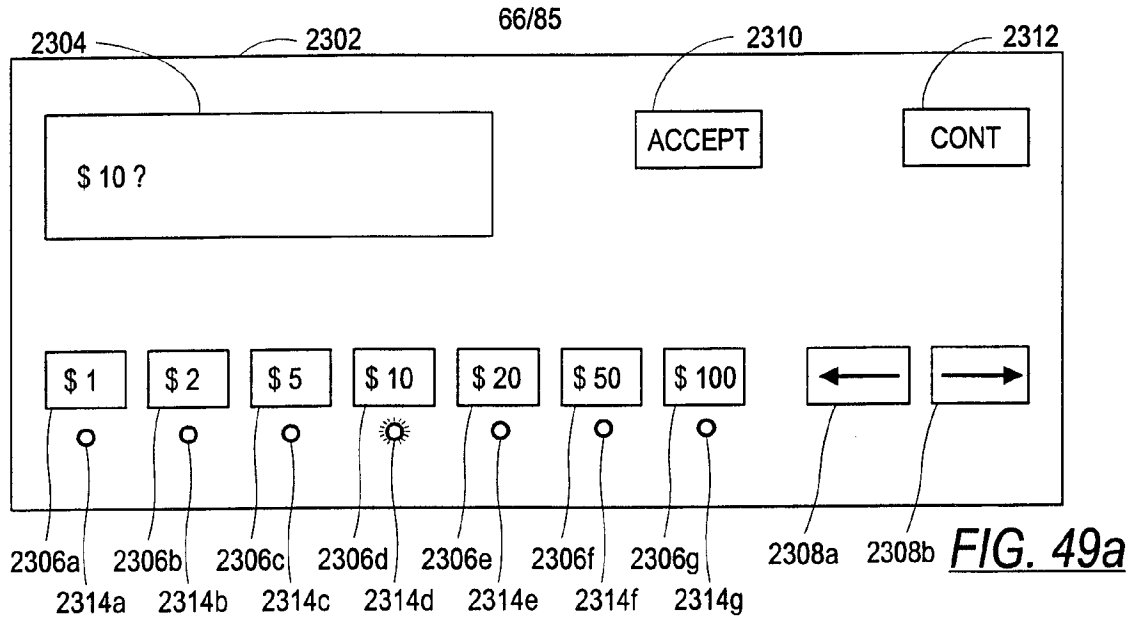 66/85
2304 2302 2310 2312
ACCEPT CONT
$ 10 ?
$ 1 $ 2 $ 5 $ 10 $ 20 $ 50 $ 100
2306a 2306b 2306c 2306d 2306e 2306f 2306g 2308a 2308b FIG. 49a
2314a 2314b 2314c 2314d 2314e 2314f 2314g